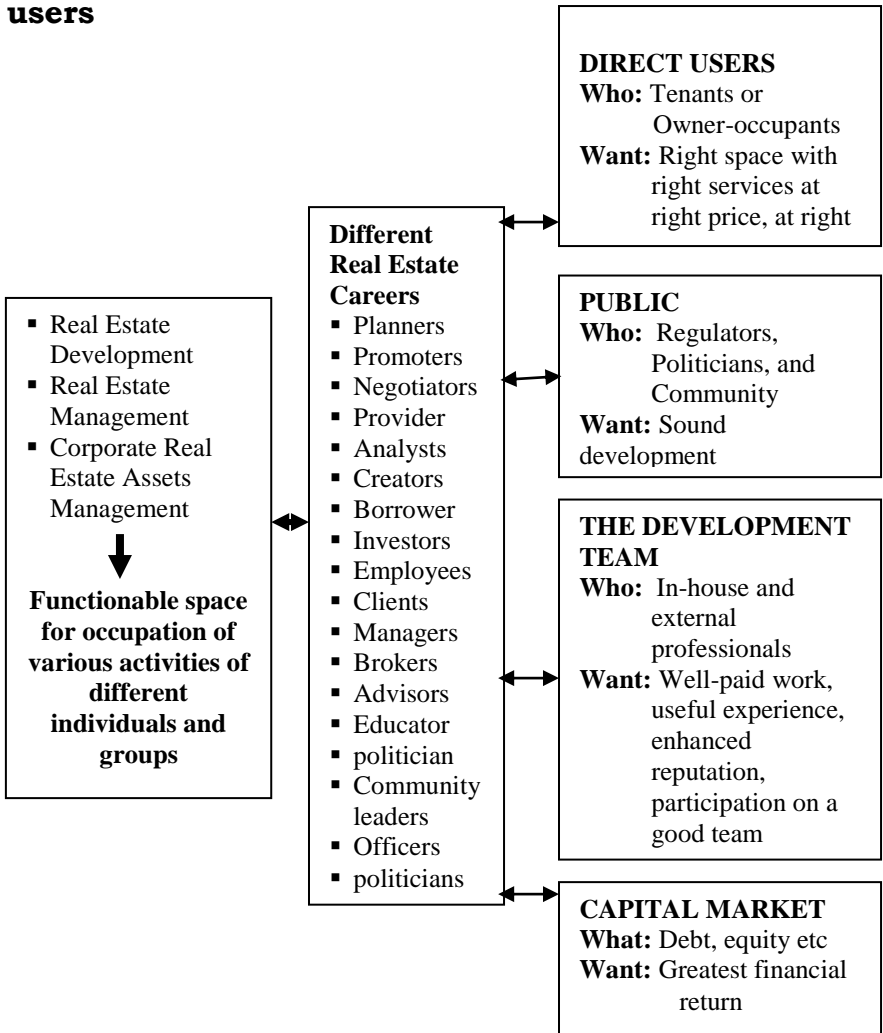 users
▪ Real Estate
Development
▪ Real Estate
Management
▪ Corporate Real
Estate Assets
Management
Functionable space
for occupation of
various activities of
different
individuals and
groups
Different
Real Estate
Careers
▪ Planners
▪ Promoters
▪ Negotiators
▪ Provider
▪ Analysts
▪ Creators
▪ Borrower
▪ Investors
▪ Employees
▪ Clients
▪ Managers
▪ Brokers
▪ Advisors
▪ Educator
▪ politician
▪ Community
leaders
▪ Officers
▪ politicians
DIRECT USERS
Who: Tenants or
Owner-occupants
Want: Right space with
right services at
right price, at right
PUBLIC
Who: Regulators,
Politicians, and
Community
Want: Sound
development
THE DEVELOPMENT
TEAM
Who: In-house and
external
professionals
Want: Well-paid work,
useful experience,
enhanced
reputation,
participation on a
good team
CAPITAL MARKET
What: Debt, equity etc
Want: Greatest financial
return